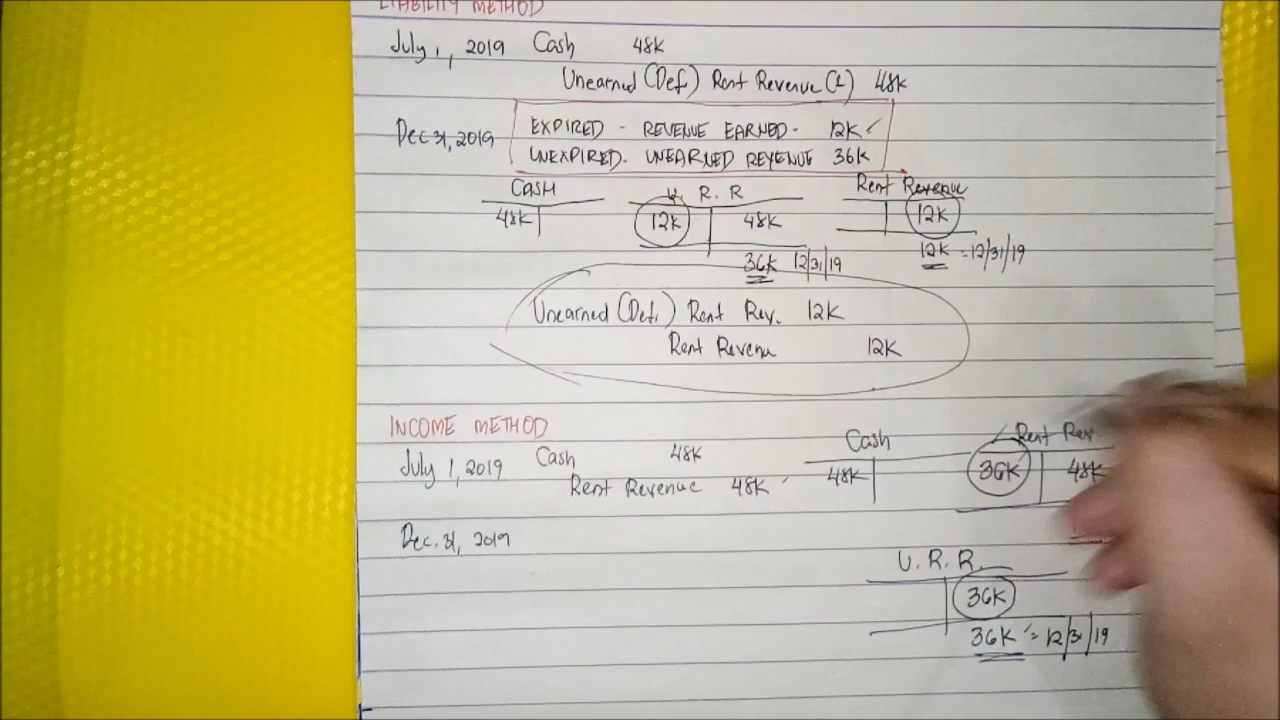 LIABILITY METHOD
July 1, 2019 Cash 48K
Unearned (Def) Rent Revenue (L) 48K
Dec 31, 2019
EXPIRED - REVENUE EARNED - 12K ✓
UNEXPIRED - UNEARNED REVENUE 36K
CASH U. R. R Rent Revenue
48K 12K 48K 12K
36K 12/31/19 12K = 12/31/19
Unearned (Def.) Rent Rev. 12K
Rent Revenue 12K
INCOME METHOD
Cash Rent Rev
July 1, 2019 Cash 48K 48K 36K 48K
Rent Revenue 48K
Dec. 31, 2019
U. R. R.
36K
36K = 12/31/19